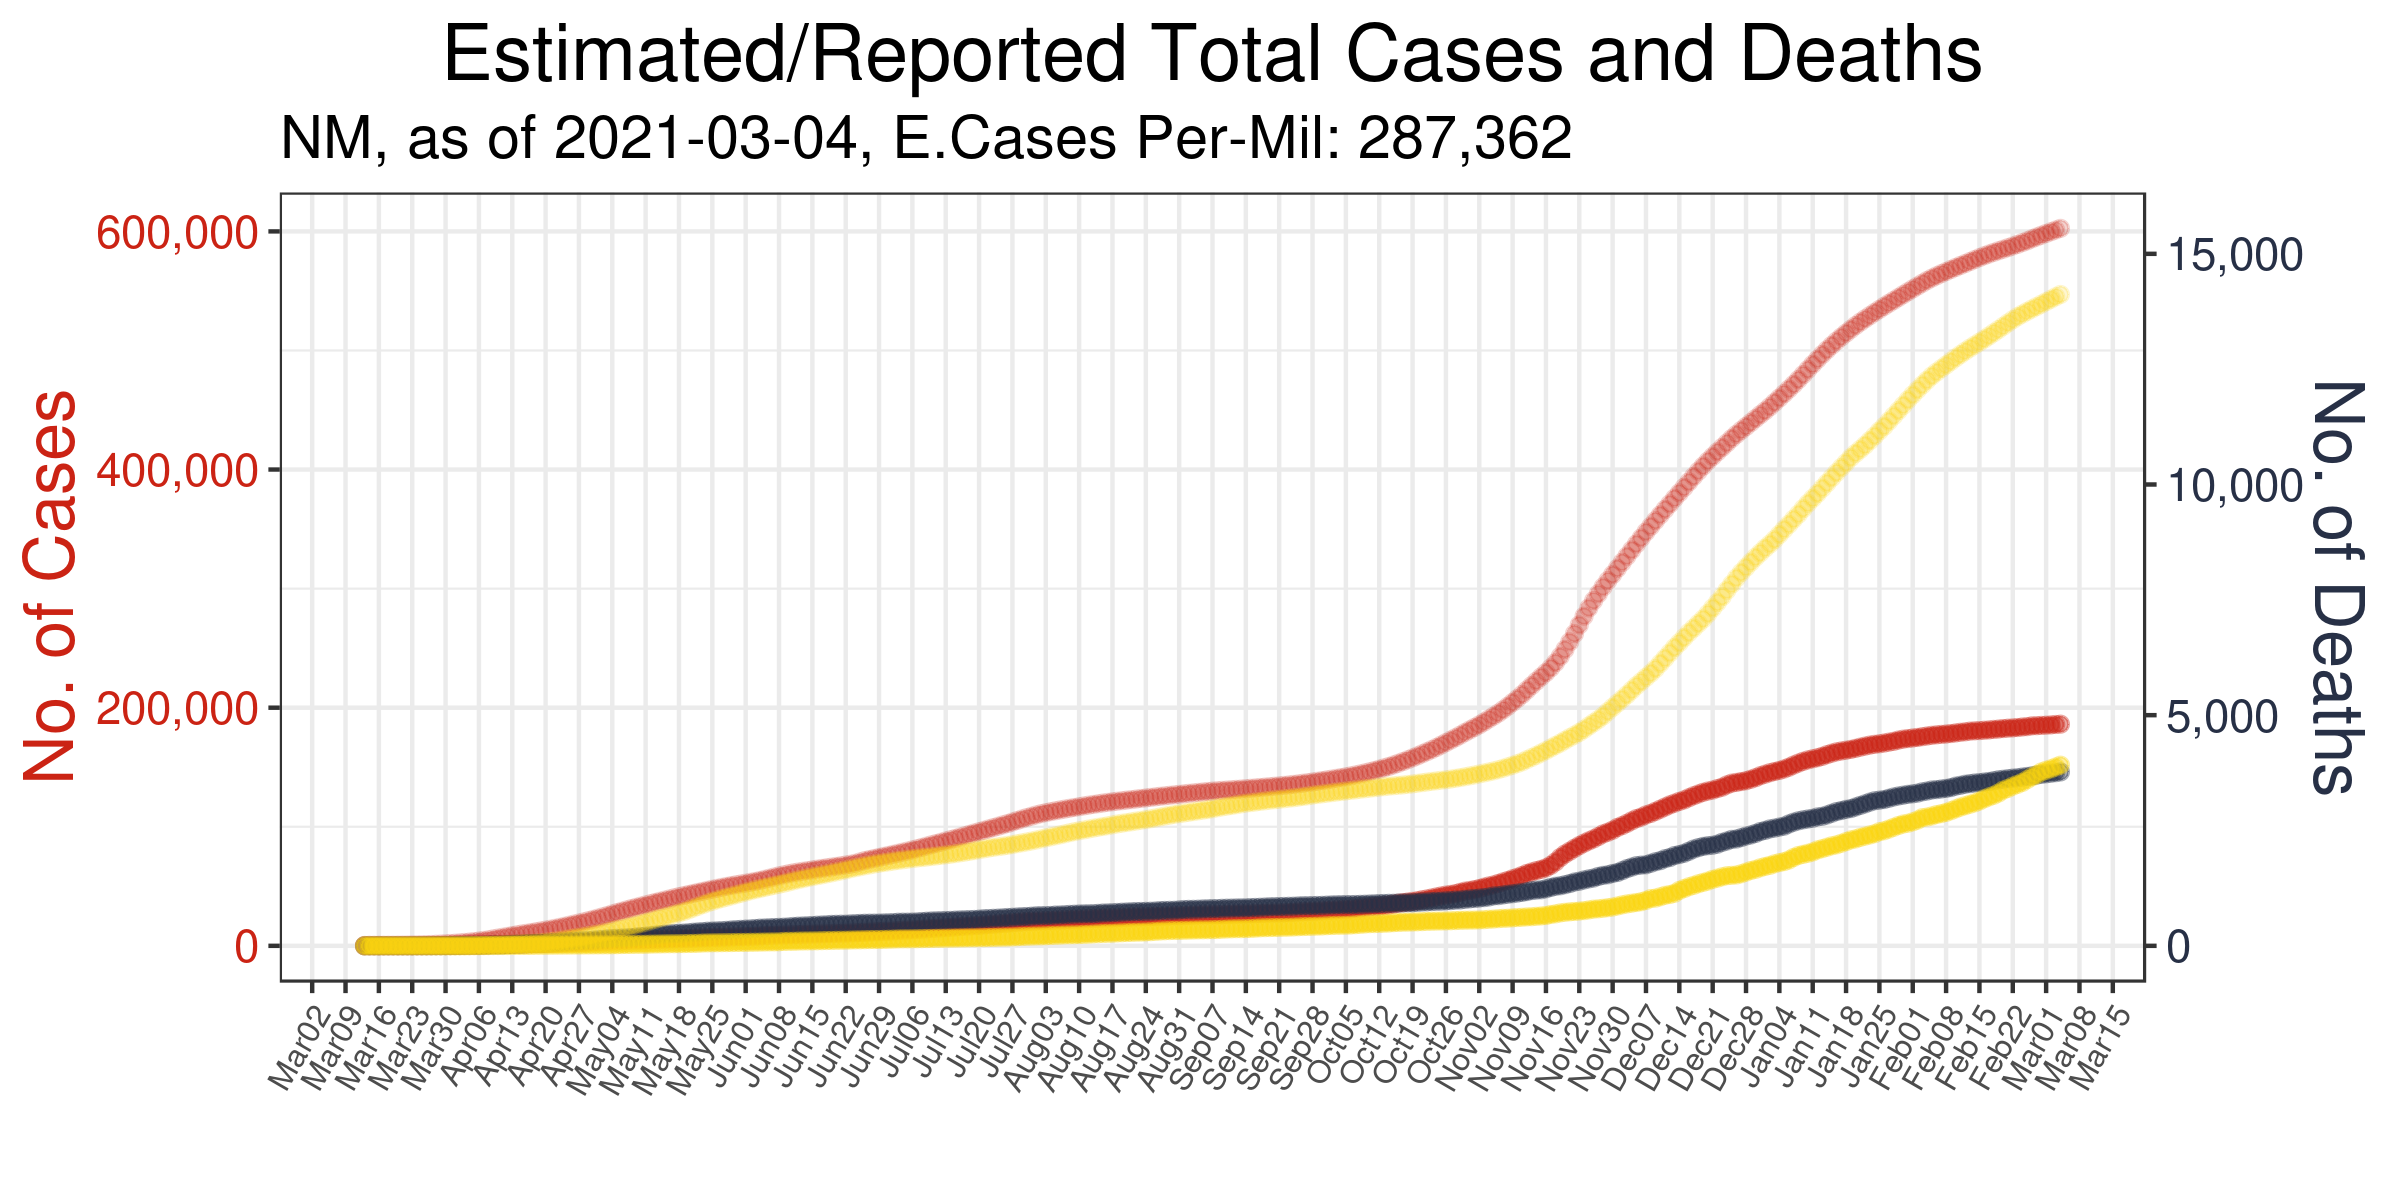 Estimated/Reported Total Cases and Deaths
NM, as of 2021-03-04, E.Cases Per-Mil: 287,362
No. of Cases
600,000
400,000
200,000
0
15,000
10,000
5,000
0
No. of Deaths
Mar02
Mar09
Mar16
Mar23
Mar30
Apr06
Apr13
Apr20
Apr27
May04
May11
May18
May25
Jun01
Jun08
Jun15
Jun22
Jun29
Jul06
Jul13
Jul20
Jul27
Aug03
Aug10
Aug17
Aug24
Aug31
Sep07
Sep14
Sep21
Sep28
Oct05
Oct12
Oct19
Oct26
Nov02
Nov09
Nov16
Nov23
Nov30
Dec07
Dec14
Dec21
Dec28
Jan04
Jan11
Jan18
Jan25
Feb01
Feb08
Feb15
Feb22
Mar01
Mar08
Mar15